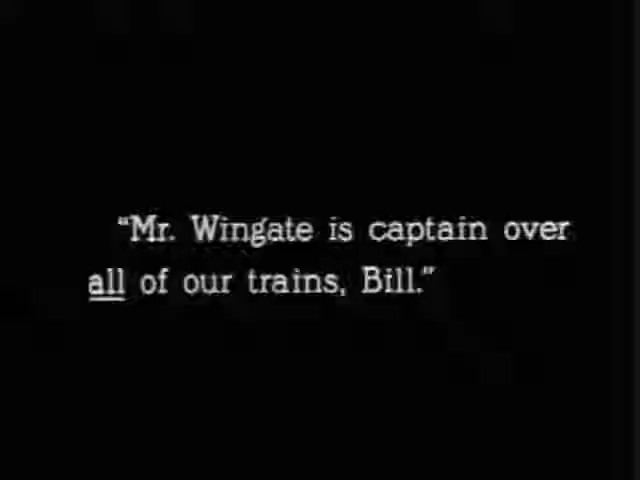 "Mr. Wingate is captain over
all of our trains, Bill."